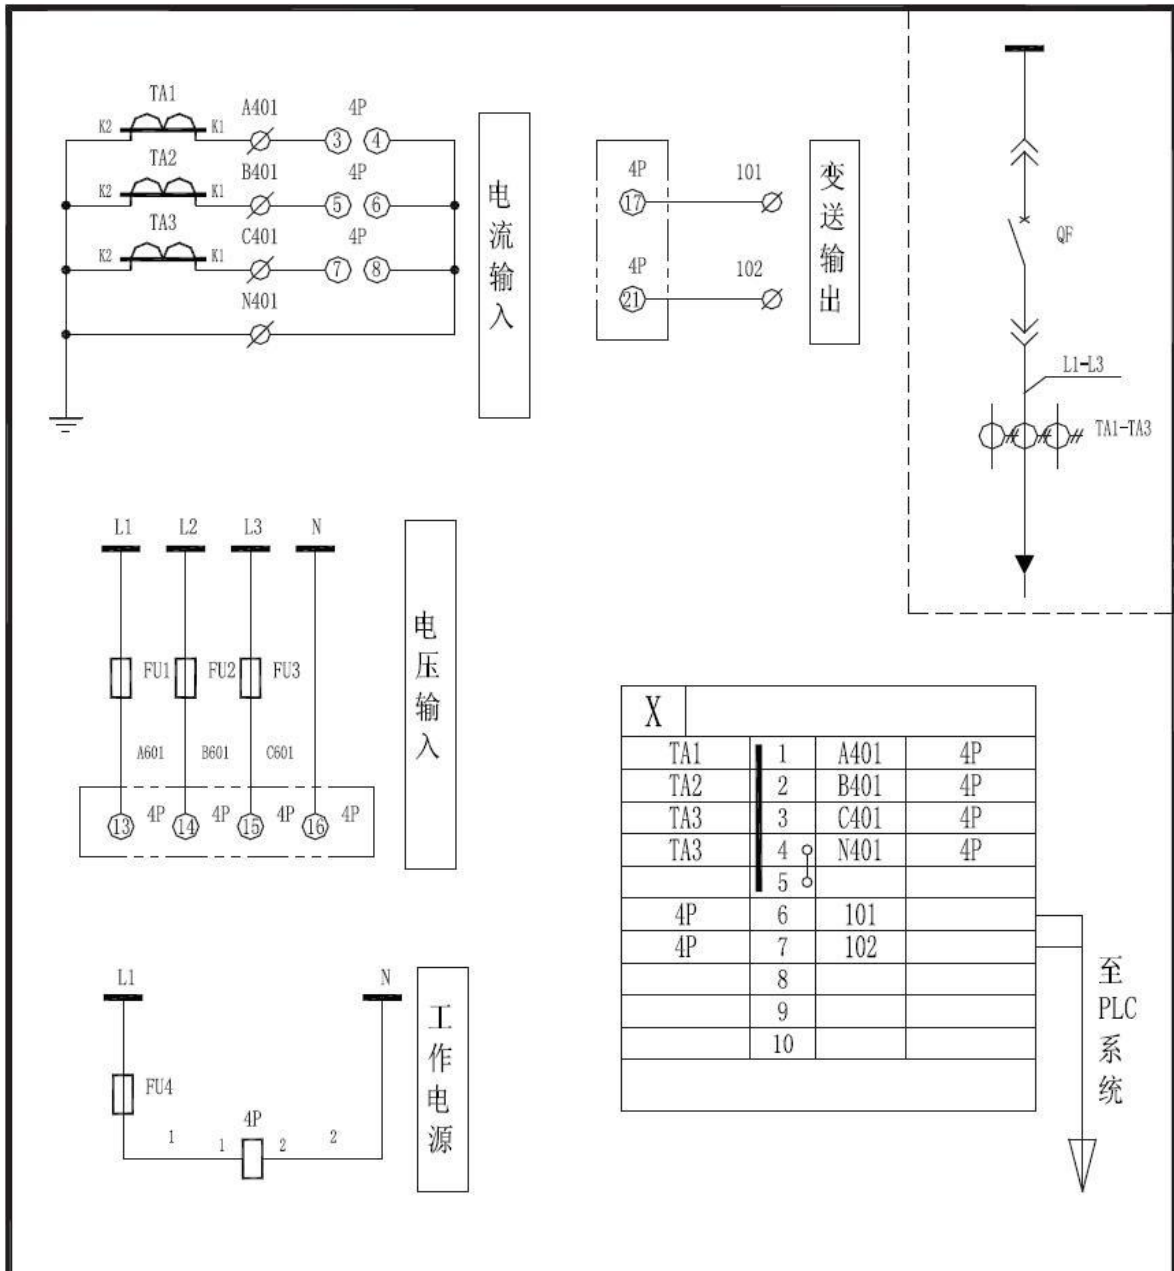 TA1
A401
4P
K2
K1
3
4
TA2
B401
4P
K2
K1
5
6
TA3
C401
4P
K2
K1
7
8
N401
电流输入
4P
101
17
4P
102
21
变送输出
QF
L1-L3
TA1-TA3
L1 L2 L3 N
FU1 FU2 FU3
A601 B601 C601
4P 4P 4P 4P
13 14 15 16
电压输入
L1
N
FU4
4P
1 1 2 2
工作电源
X
TA1 1 A401 4P
TA2 2 B401 4P
TA3 3 C401 4P
TA3 4 N401 4P
5
4P 6 101
4P 7 102
8
9
10
至
PLC
系
统